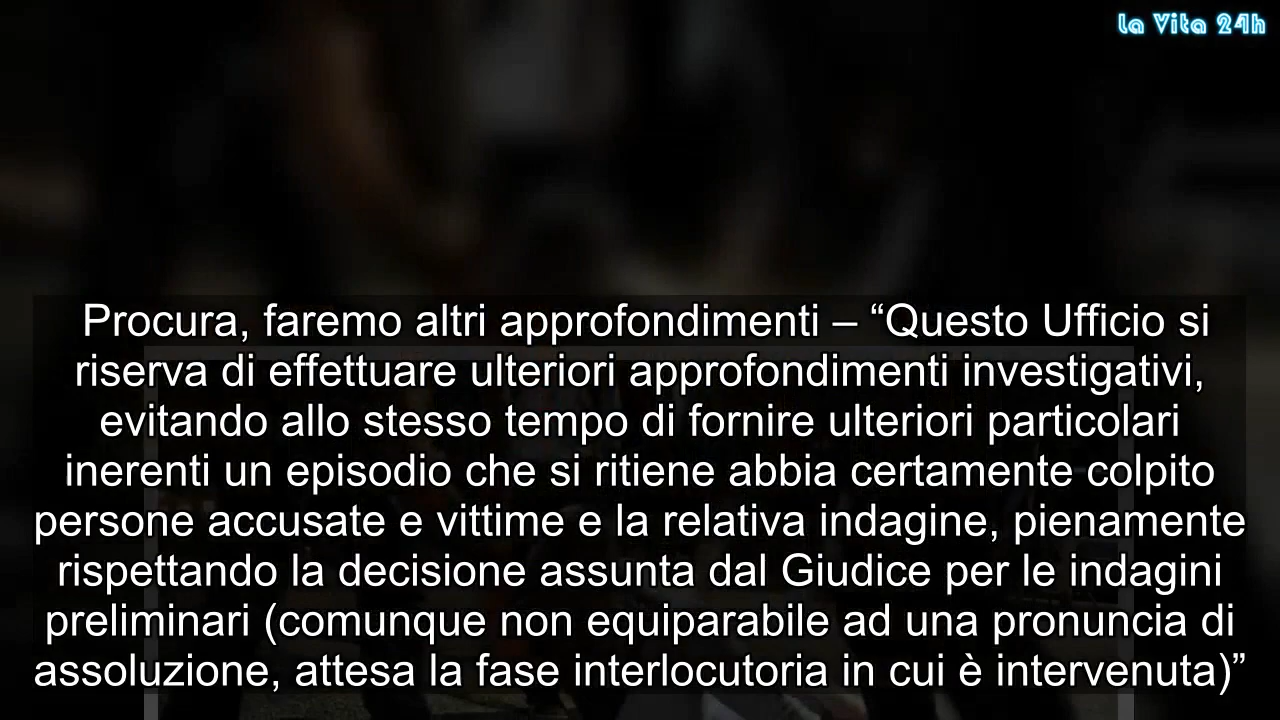 La Vita 24h
Procura, faremo altri approfondimenti – “Questo Ufficio si
riserva di effettuare ulteriori approfondimenti investigativi,
evitando allo stesso tempo di fornire ulteriori particolari
inerenti un episodio che si ritiene abbia certamente colpito
persone accusate e vittime e la relativa indagine, pienamente
rispettando la decisione assunta dal Giudice per le indagini
preliminari (comunque non equiparabile ad una pronuncia di
assoluzione, attesa la fase interlocutoria in cui è intervenuta)”